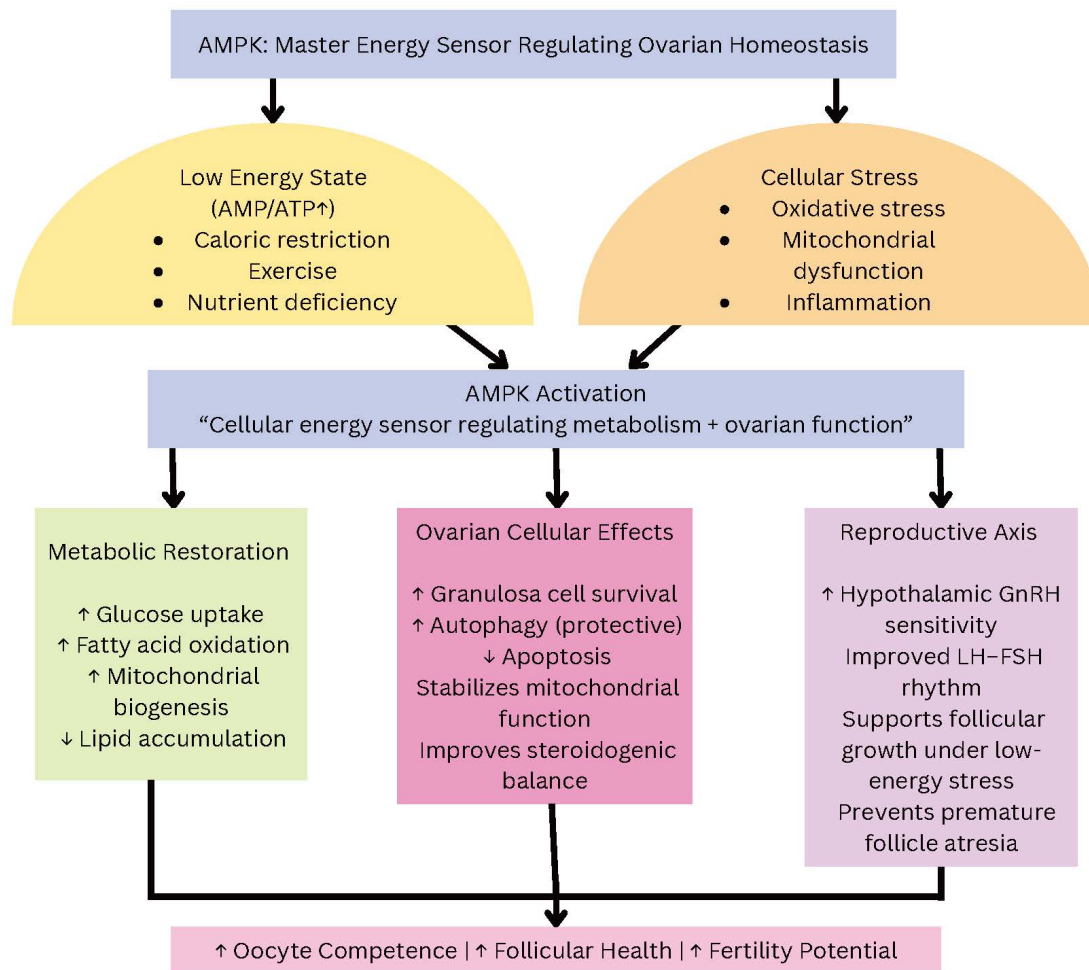 AMPK: Master Energy Sensor Regulating Ovarian Homeostasis
Low Energy State
(AMP/ATP↑)
• Caloric restriction
• Exercise
• Nutrient deficiency
Cellular Stress
• Oxidative stress
• Mitochondrial
dysfunction
• Inflammation
AMPK Activation
“Cellular energy sensor regulating metabolism + ovarian function”
Metabolic Restoration
↑ Glucose uptake
↑ Fatty acid oxidation
↑ Mitochondrial
biogenesis
↓ Lipid accumulation
Ovarian Cellular Effects
↑ Granulosa cell survival
↑ Autophagy (protective)
↓ Apoptosis
Stabilizes mitochondrial
function
Improves steroidogenic
balance
Reproductive Axis
↑ Hypothalamic GnRH
sensitivity
Improved LH–FSH
rhythm
Supports follicular
growth under low-
energy stress
Prevents premature
follicle atresia
↑ Oocyte Competence | ↑ Follicular Health | ↑ Fertility Potential